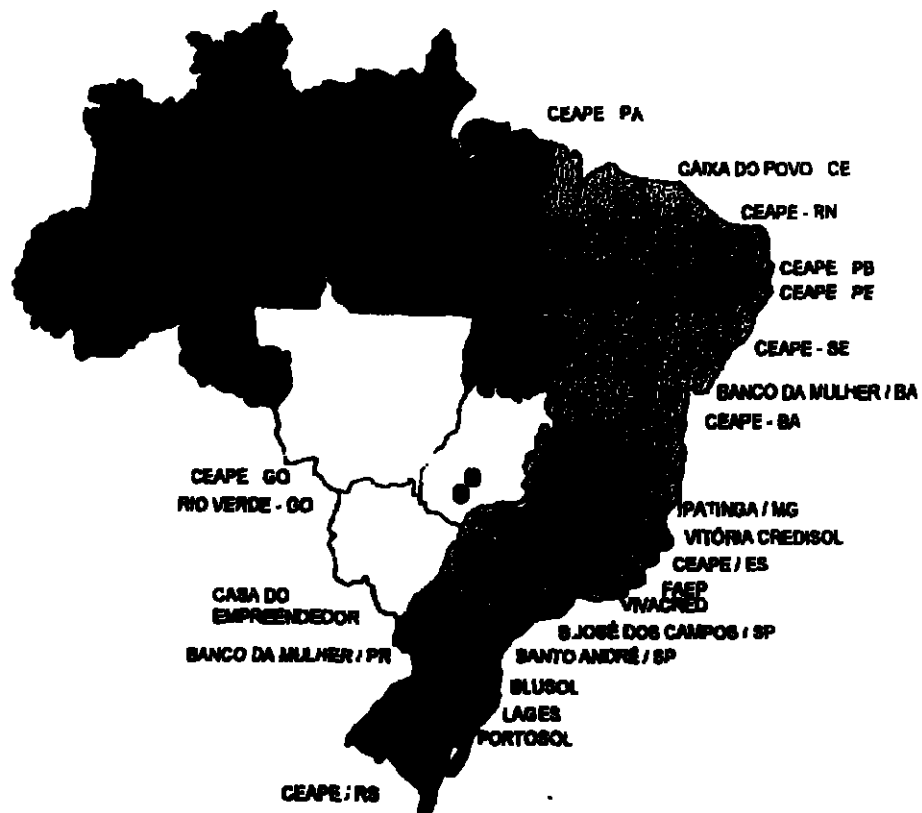 CEAPE PA
CAIXA DO POVO CE
CEAPE - RN
CEAPE PB
CEAPE PE
CEAPE - SE
BANCO DA MULHER / BA
CEAPE - BA
CEAPE GO
RIO VERDE - GO
IPATINGA / MG
VITÓRIA CREDISOL
CEAPE / ES
FAEP
VIVACRED
CASA DO
EMPREENDEDOR
S.JOSÉ DOS CAMPOS / SP
BANCO DA MULHER / PR
SANTO ANDRÉ / SP
BLUSOL
LAGES
PORTOSOL
CEAPE / RS